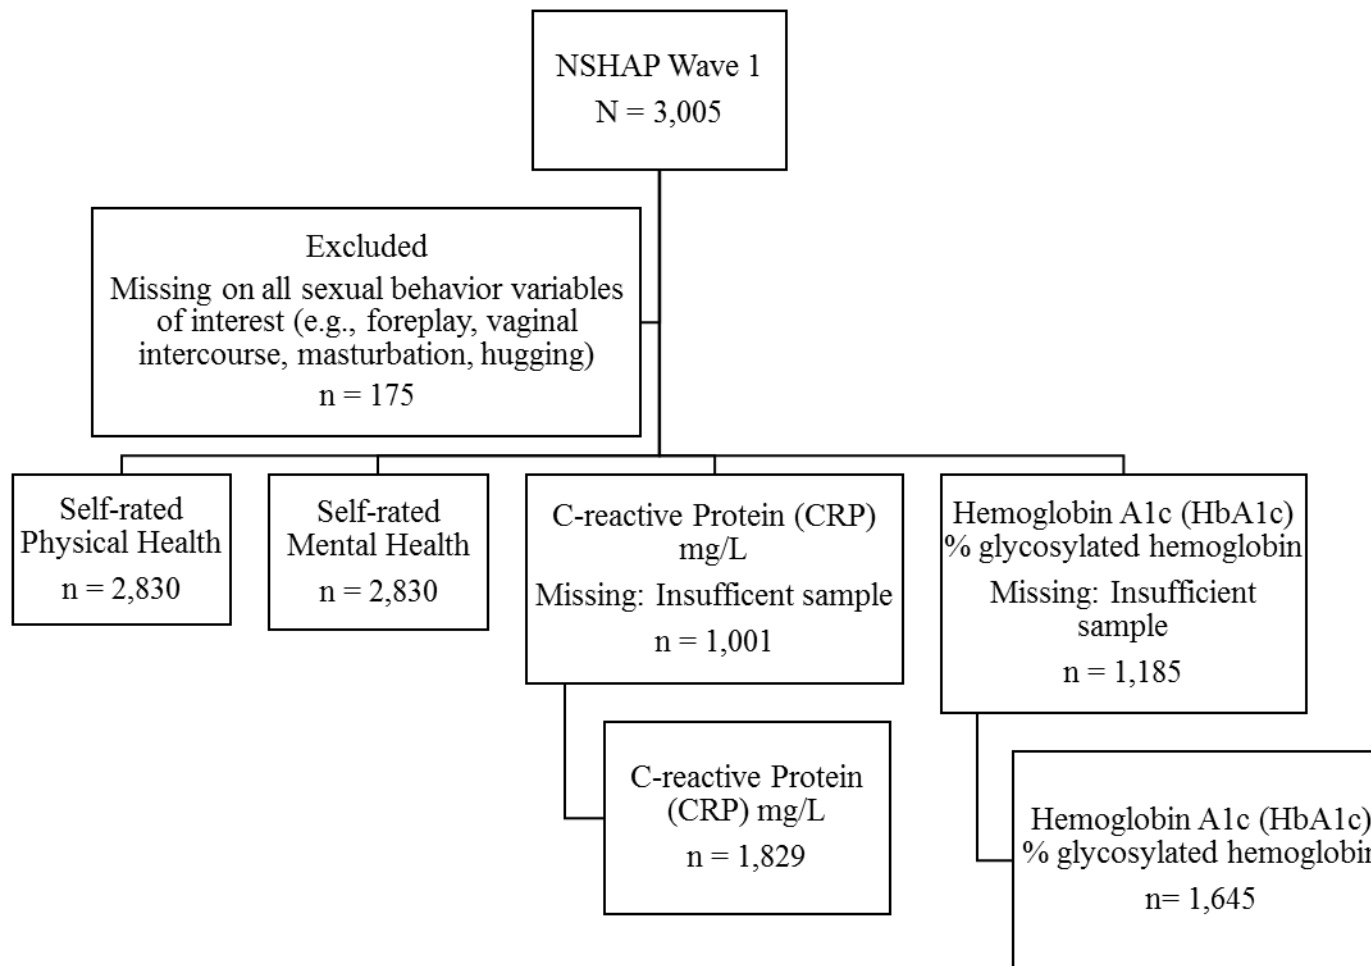 NSHAP Wave 1
N = 3,005
Excluded
Missing on all sexual behavior variables
of interest (e.g., foreplay, vaginal
intercourse, masturbation, hugging)
n = 175
Self-rated
Physical Health
n = 2,830
Self-rated
Mental Health
n = 2,830
C-reactive Protein (CRP)
mg/L
Missing: Insufficent sample
n = 1,001
Hemoglobin A1c (HbA1c)
% glycosylated hemoglobin
Missing: Insufficient
sample
n = 1,185
C-reactive Protein
(CRP) mg/L
n = 1,829
Hemoglobin A1c (HbA1c)
% glycosylated hemoglobin
n= 1,645